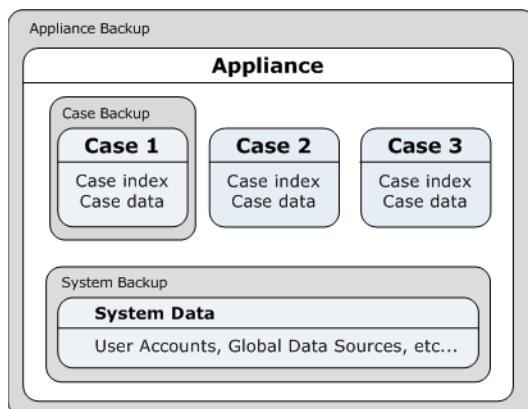 Appliance Backup
Appliance
Case Backup
Case 1
Case index
Case data
Case 2
Case index
Case data
Case 3
Case index
Case data
System Backup
System Data
User Accounts, Global Data Sources, etc...